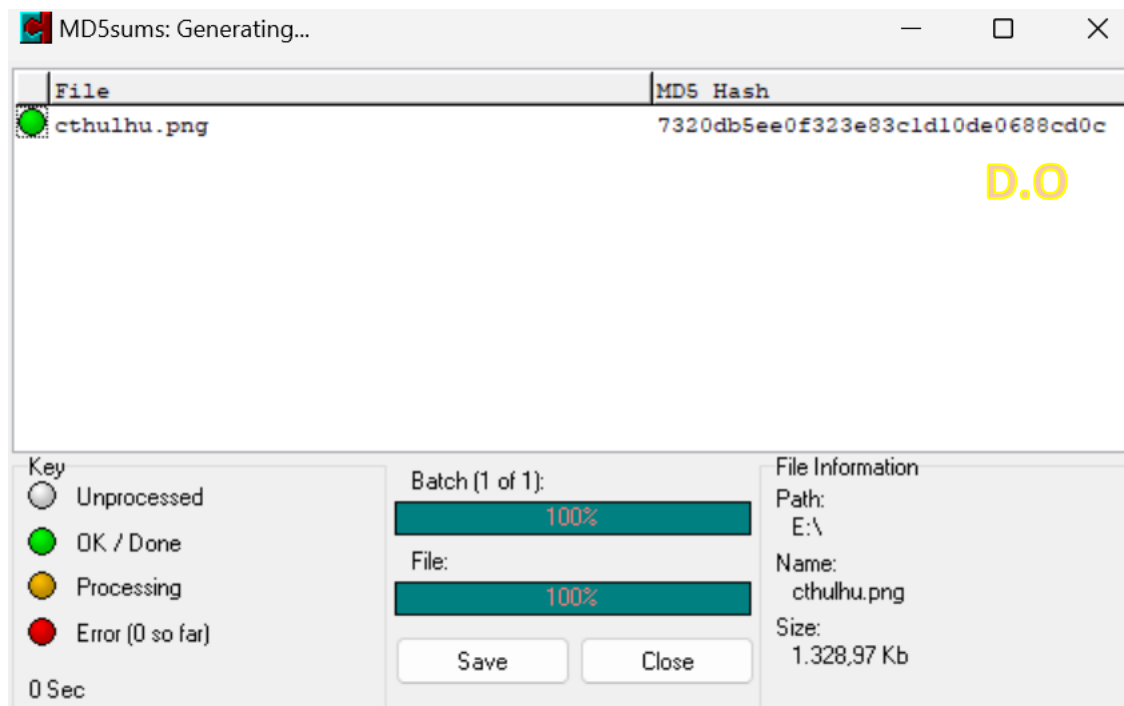 MD5sums: Generating...
File MD5 Hash
cthulhu.png 7320db5ee0f323e83c1d10de0688cd0c
D.O
Key
Unprocessed
OK / Done
Processing
Error (0 so far)
0 Sec
Batch (1 of 1):
100%
File:
100%
Save Close
File Information
Path:
E:\
Name:
cthulhu.png
Size:
1.328,97 Kb